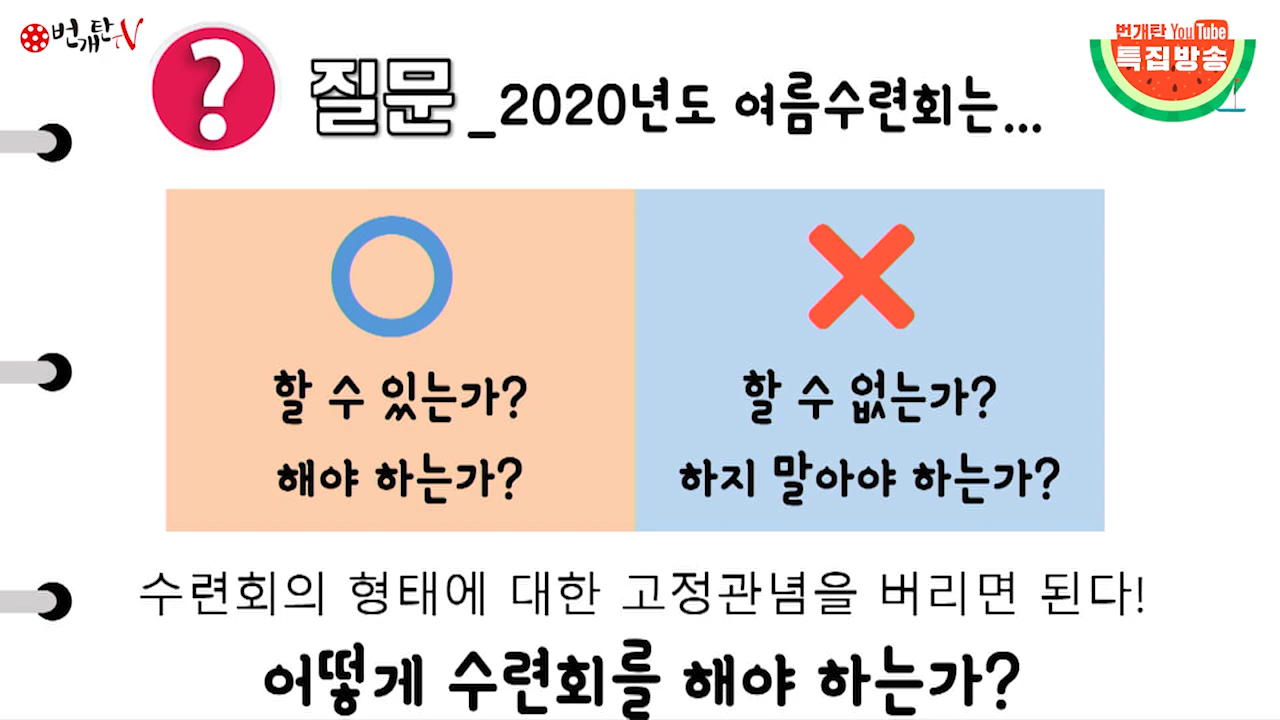 번개탄TV
번개탄 YouTube
특집방송
?
질문_2020년도 여름수련회는...
할 수 있는가?
해야 하는가?
할 수 없는가?
하지 말아야 하는가?
수련회의 형태에 대한 고정관념을 버리면 된다!
어떻게 수련회를 해야 하는가?